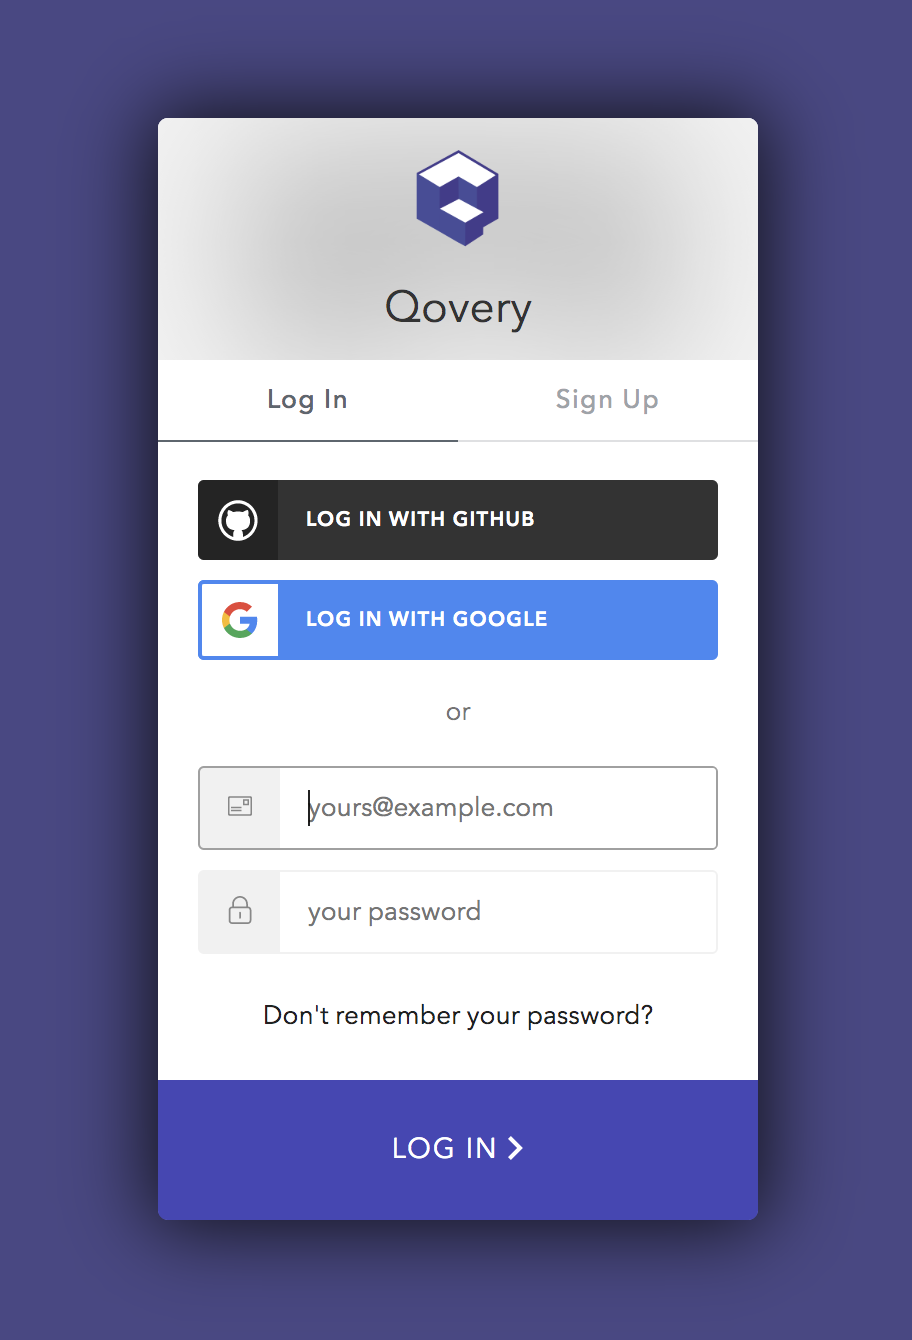 Qovery
Log In
Sign Up
LOG IN WITH GITHUB
LOG IN WITH GOOGLE
or
yours@example.com
your password
Don't remember your password?
LOG IN